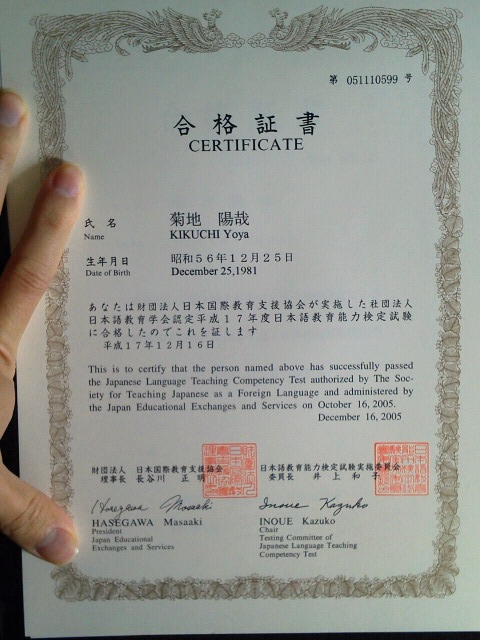 第 051110599 号
合格証書
CERTIFICATE
氏名 菊地 陽哉
Name KIKUCHI Yoya
生年月日 昭和56年12月25日
Date of Birth December 25,1981
あなたは財団法人日本国際教育支援協会が実施した社団法人
日本語教育学会認定平成17年度日本語教育能力検定試験
に合格したのでこれを証します
平成17年12月16日
This is to certify that the person named above has successfully passed
the Japanese Language Teaching Competency Test authorized by The Soc-
iety for Teaching Japanese as a Foreign Language and administered by
the Japan Educational Exchanges and Services on October 16, 2005.
December 16, 2005
財団法人 日本国際教育支援協会
理事長 長谷川 正明
Hasegawa Masaaki
HASEGAWA Masaaki
President
Japan Educational
Exchanges and Services
日本語教育能力検定試験実施委員会
委員長 井上和子
Inoue Kazuko
INOUE Kazuko
Chair
Testing Committee of
Japanese Language Teaching
Competency Test